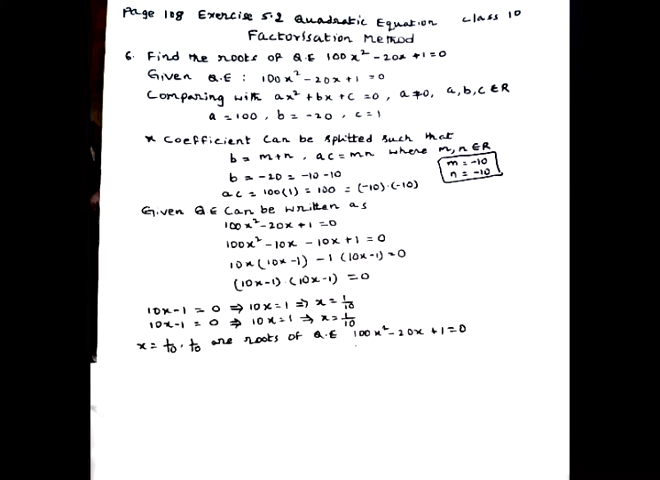 Page 108 Exercise 5.2 Quadratic Equation class 10
Factorisation Method
6. Find the roots of Q.E 100x² - 20x + 1 = 0
Given Q.E : 100x² - 20x + 1 = 0
Comparing with ax² + bx + c = 0, a ≠ 0, a, b, c ∈ R
a = 100, b = -20, c = 1
* Coefficient can be splitted such that
b = m+n, ac = mn where m, n ∈ R
b = -20 = -10 -10
m = -10
n = -10
ac = 100(1) = 100 = (-10)·(-10)
Given QE can be written as
100x² - 20x + 1 = 0
100x² - 10x - 10x + 1 = 0
10x(10x-1) - 1(10x-1) = 0
(10x-1)·(10x-1) = 0
10x-1 = 0 ⇒ 10x = 1 ⇒ x = 1/10
10x-1 = 0 ⇒ 10x = 1 ⇒ x = 1/10
x = 1/10, 1/10 are roots of Q.E 100x² - 20x + 1 = 0